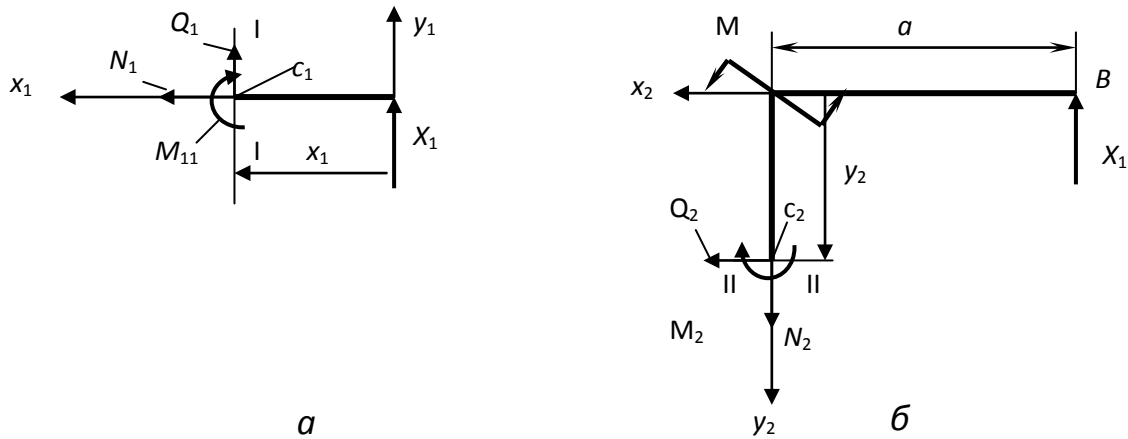 Q₁ I y₁
N₁ c₁
x₁
M₁₁ I x₁ X₁
а
M a
x₂ B
y₂ X₁
Q₂ c₂
II II
M₂ N₂
y₂
б